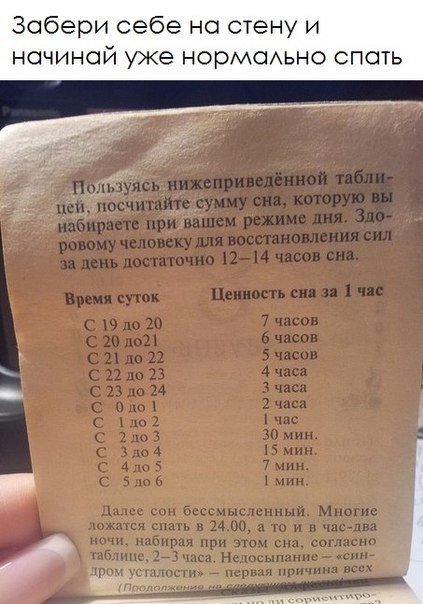 Забери себе на стену и
начинай уже нормально спать
Пользуясь нижеприведённой табли-
цей, посчитайте сумму сна, которую вы
набираете при вашем режиме дня. Здо-
ровому человеку для восстановления сил
за день достаточно 12–14 часов сна.
Время суток Ценность сна за 1 час
С 19 до 20 7 часов
С 20 до21 6 часов
С 21 до 22 5 часов
С 22 до 23 4 часа
С 23 до 24 3 часа
С 0 до 1 2 часа
С 1 до 2 1 час
С 2 до 3 30 мин.
С 3 до 4 15 мин.
С 4 до 5 7 мин.
С 5 до 6 1 мин.
Далее сон бессмысленный. Многие
ложатся спать в 24.00, а то и в час-два
ночи, набирая при этом сна, согласно
таблице, 2–3 часа. Недосыпание – «син-
дром усталости» – первая причина всех
(Продолжение на